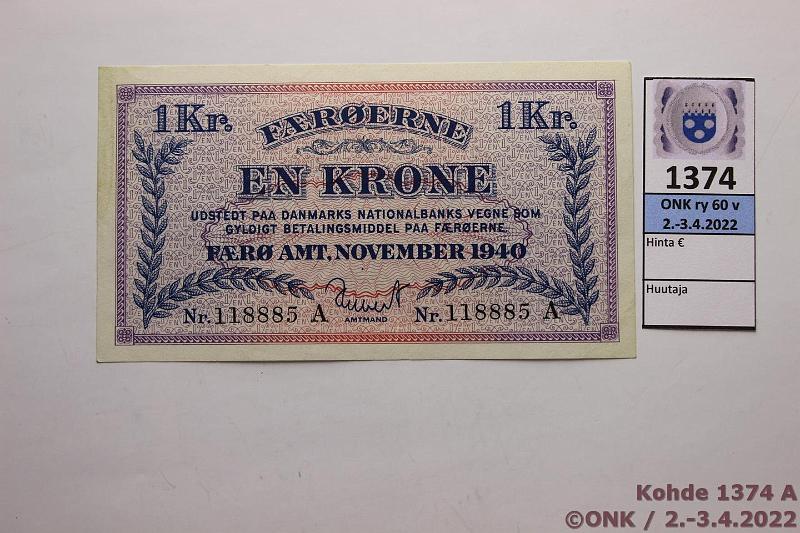 1 Kr. FÆRØERNE 1 Kr.
EN KRONE
UDSTEDT PAA DANMARKS NATIONALBANKS VEGNE SOM
GYLDIGT BETALINGSMIDDEL PAA FÆRØERNE.
FÆRØ AMT, NOVEMBER 1940
Nr. 118885 A AMTMAND Nr. 118885 A
1374
ONK ry 60 v
2.-3.4.2022
Hinta €
Huutaja
Kohde 1374 A
©ONK / 2.-3.4.2022